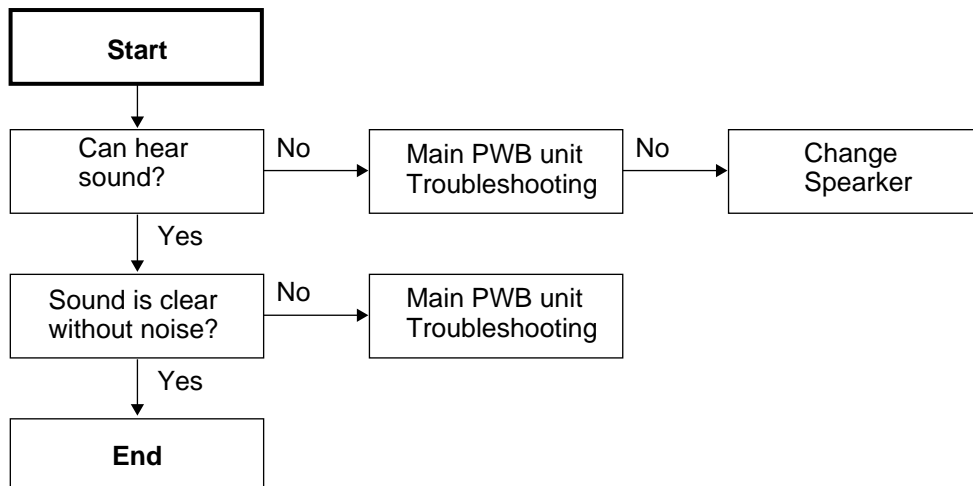 Start
Can hear
sound?
No
Main PWB unit
Troubleshooting
No
Change
Spearker
Yes
Sound is clear
without noise?
No
Main PWB unit
Troubleshooting
Yes
End